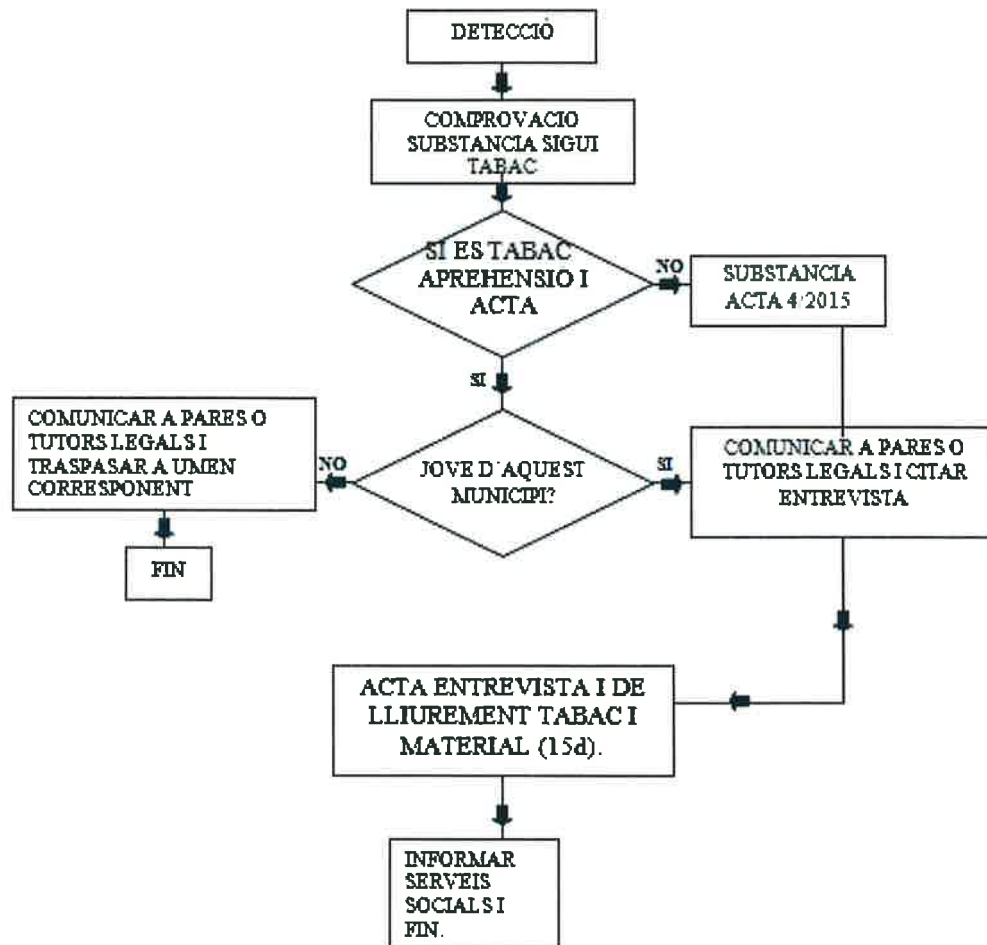 DETECCIÓ
COMPROVACIO
SUBSTANCIA SIGUI
TABAC
SI ES TABAC
APREHENSIO I
ACTA
NO
SUBSTANCIA
ACTA 4/2015
SI
COMUNICAR A PARES O
TUTORS LEGALS I
TRASPASAR A UMEN
CORRESPONENT
NO
JOVE D'AQUEST
MUNICIPI?
SI
COMUNICAR A PARES O
TUTORS LEGALS I CITAR
ENTREVISTA
FIN
ACTA ENTREVISTA I DE
LLIUREMENT TABAC I
MATERIAL (15d).
INFORMAR
SERVEIS
SOCIALS I
FIN.